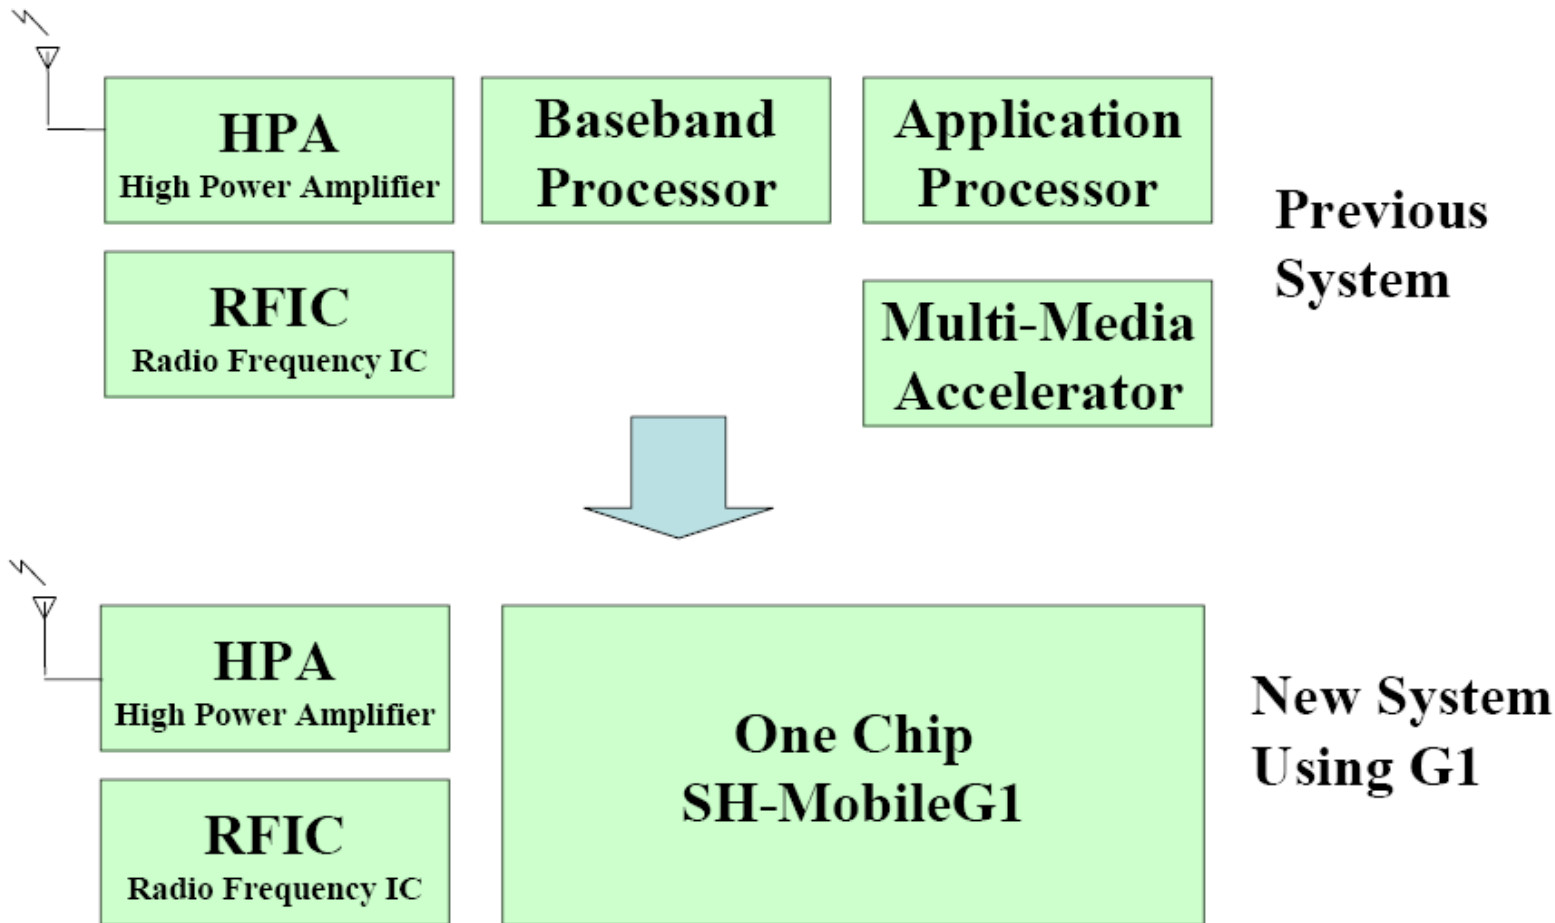 HPA
High Power Amplifier
Baseband
Processor
Application
Processor
Previous
System
RFIC
Radio Frequency IC
Multi-Media
Accelerator
HPA
High Power Amplifier
One Chip
SH-MobileG1
New System
Using G1
RFIC
Radio Frequency IC